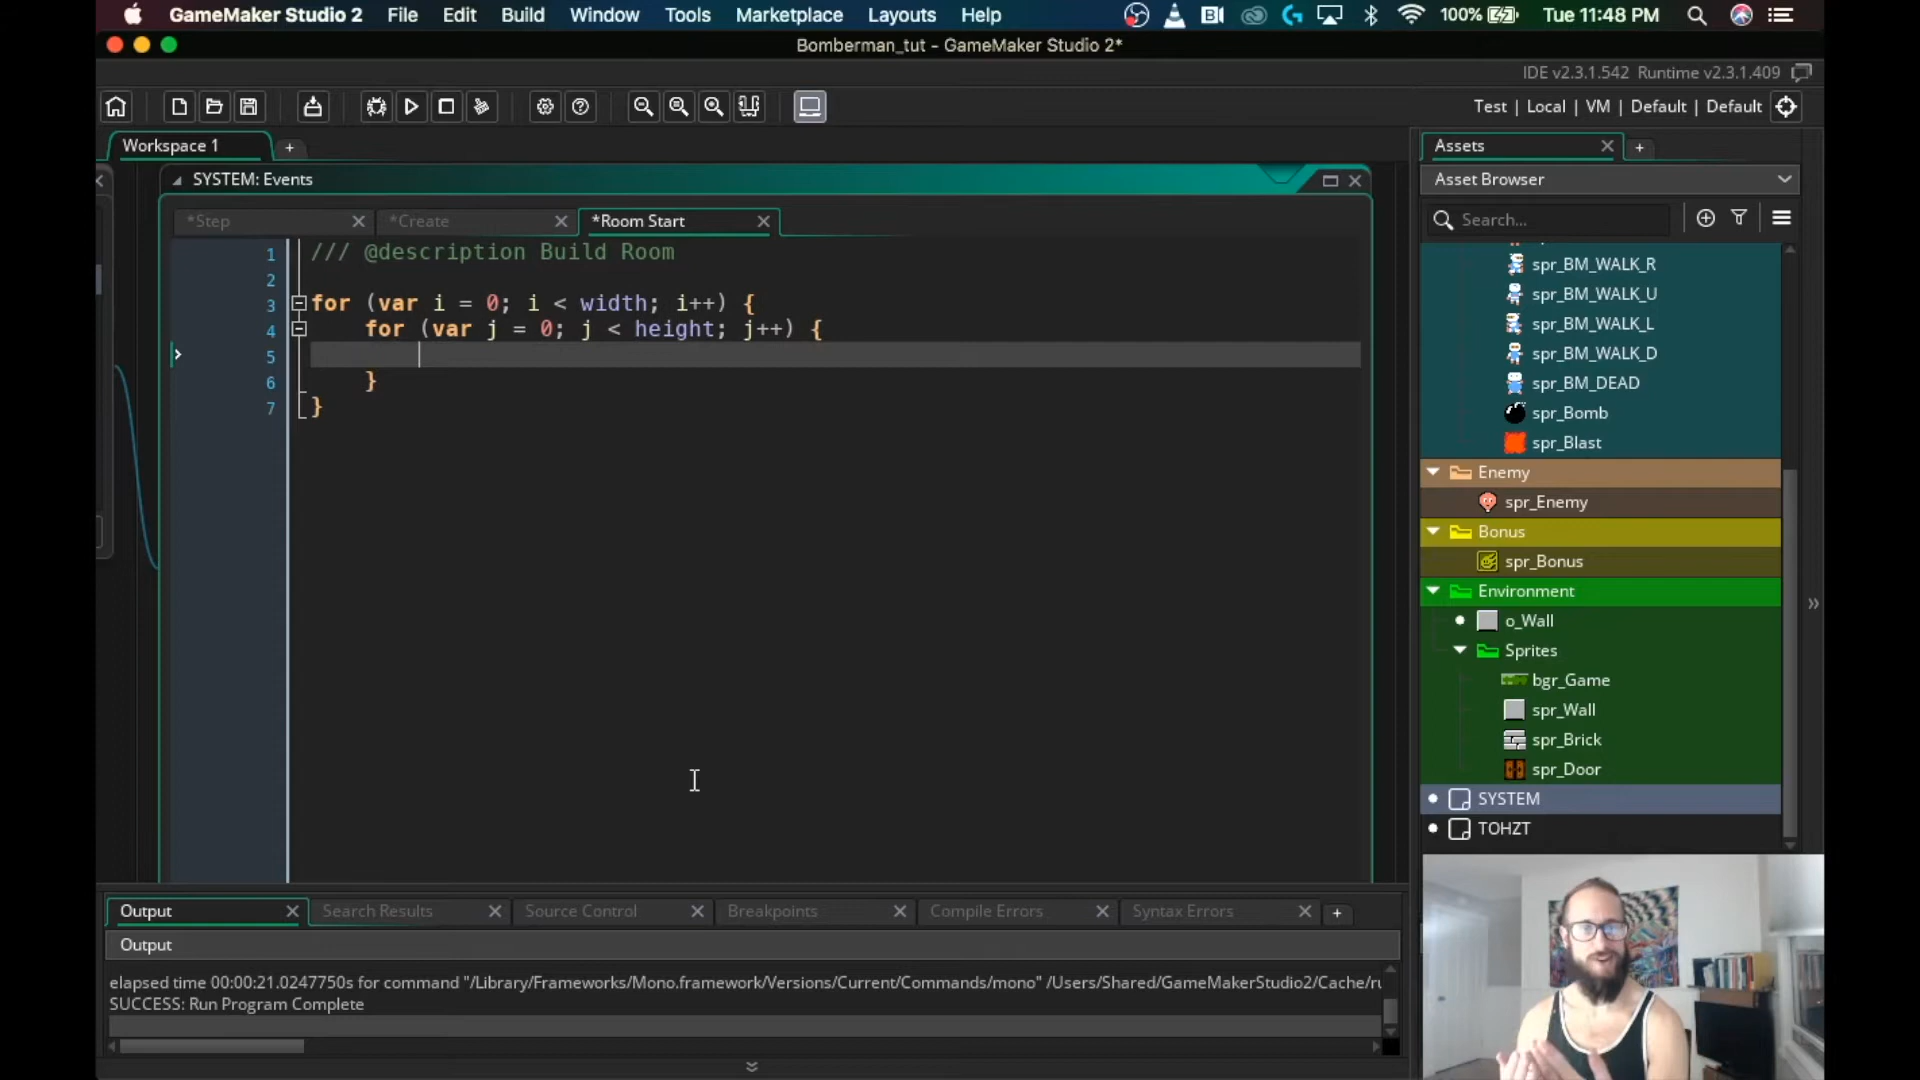 GameMaker Studio 2 File Edit Build Window Tools Marketplace Layouts Help 100% Tue 11:48 PM
Bomberman_tut - GameMaker Studio 2*
IDE v2.3.1.542 Runtime v2.3.1.409
Test | Local | VM | Default | Default
Workspace 1
Assets
SYSTEM: Events
Asset Browser
*Step *Create *Room Start
Search...
1 /// @description Build Room
2
3 for (var i = 0; i < width; i++) {
4 for (var j = 0; j < height; j++) {
5
6 }
7 }
spr_BM_WALK_R
spr_BM_WALK_U
spr_BM_WALK_L
spr_BM_WALK_D
spr_BM_DEAD
spr_Bomb
spr_Blast
Enemy
spr_Enemy
Bonus
spr_Bonus
Environment
o_Wall
Sprites
bgr_Game
spr_Wall
spr_Brick
spr_Door
SYSTEM
TOHZT
Output Search Results Source Control Breakpoints Compile Errors Syntax Errors
Output
elapsed time 00:00:21.0247750s for command "/Library/Frameworks/Mono.framework/Versions/Current/Commands/mono" /Users/Shared/GameMakerStudio2/Cache/ru
SUCCESS: Run Program Complete